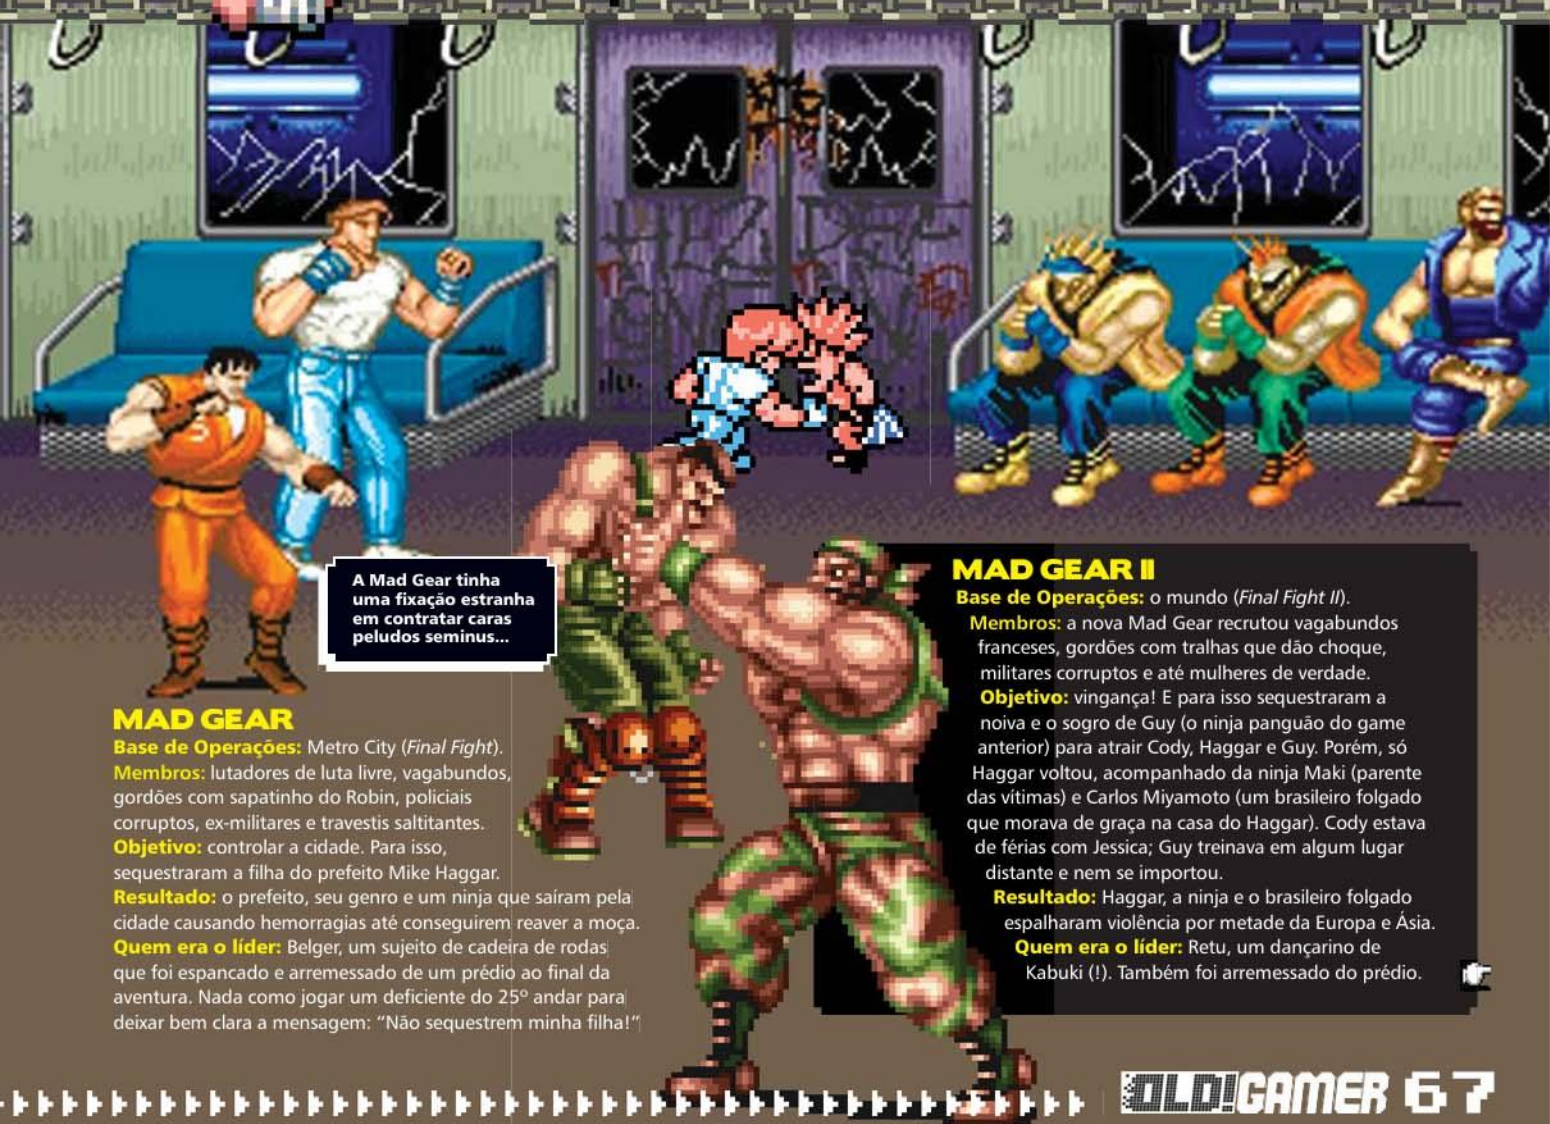 A Mad Gear tinha
uma fixação estranha
em contratar caras
peludos seminus...
MAD GEAR
Base de Operações: Metro City (Final Fight).
Membros: lutadores de luta livre, vagabundos,
gordões com sapatinho do Robin, policiais
corruptos, ex-militares e travestis saltitantes.
Objetivo: controlar a cidade. Para isso,
sequestraram a filha do prefeito Mike Haggar.
Resultado: o prefeito, seu genro e um ninja que saíram pela
cidade causando hemorragias até conseguirem reaver a moça.
Quem era o líder: Belger, um sujeito de cadeira de rodas
que foi espancado e arremessado de um prédio ao final da
aventura. Nada como jogar um deficiente do 25º andar para
deixar bem clara a mensagem: “Não sequestrem minha filha!”
MAD GEAR II
Base de Operações: o mundo (Final Fight II).
Membros: a nova Mad Gear recrutou vagabundos
franceses, gordões com tralhas que dão choque,
militares corruptos e até mulheres de verdade.
Objetivo: vingança! E para isso sequestraram a
noiva e o sogro de Guy (o ninja panguão do game
anterior) para atrair Cody, Haggar e Guy. Porém, só
Haggar voltou, acompanhado da ninja Maki (parente
das vítimas) e Carlos Miyamoto (um brasileiro folgado
que morava de graça na casa do Haggar). Cody estava
de férias com Jessica; Guy treinava em algum lugar
distante e nem se importou.
Resultado: Haggar, a ninja e o brasileiro folgado
espalharam violência por metade da Europa e Ásia.
Quem era o líder: Retu, um dançarino de
Kabuki (!). Também foi arremessado do prédio.
OLD!GAMER 67